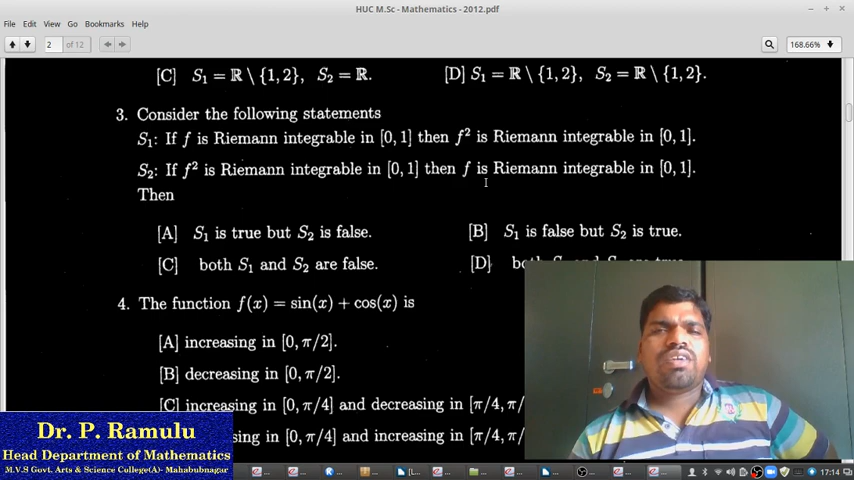 HUC M.Sc - Mathematics - 2012.pdf
File Edit View Go Bookmarks Help
2 of 12 168.66%
[C] S₁ = ℝ \ {1, 2}, S₂ = ℝ. [D] S₁ = ℝ \ {1, 2}, S₂ = ℝ \ {1, 2}.
3. Consider the following statements
S₁: If f is Riemann integrable in [0, 1] then f² is Riemann integrable in [0, 1].
S₂: If f² is Riemann integrable in [0, 1] then f is Riemann integrable in [0, 1].
Then
[A] S₁ is true but S₂ is false. [B] S₁ is false but S₂ is true.
[C] both S₁ and S₂ are false. [D]
4. The function f(x) = sin(x) + cos(x) is
[A] increasing in [0, π/2].
[B] decreasing in [0, π/2].
[C] increasing in [0, π/4] and decreasing in [π/4, π/
in [0, π/4] and increasing in [π/4, π/
Dr. P. Ramulu
Head Department of Mathematics
M.V.S Govt. Arts & Science College(A)- Mahabubnagar
17:14